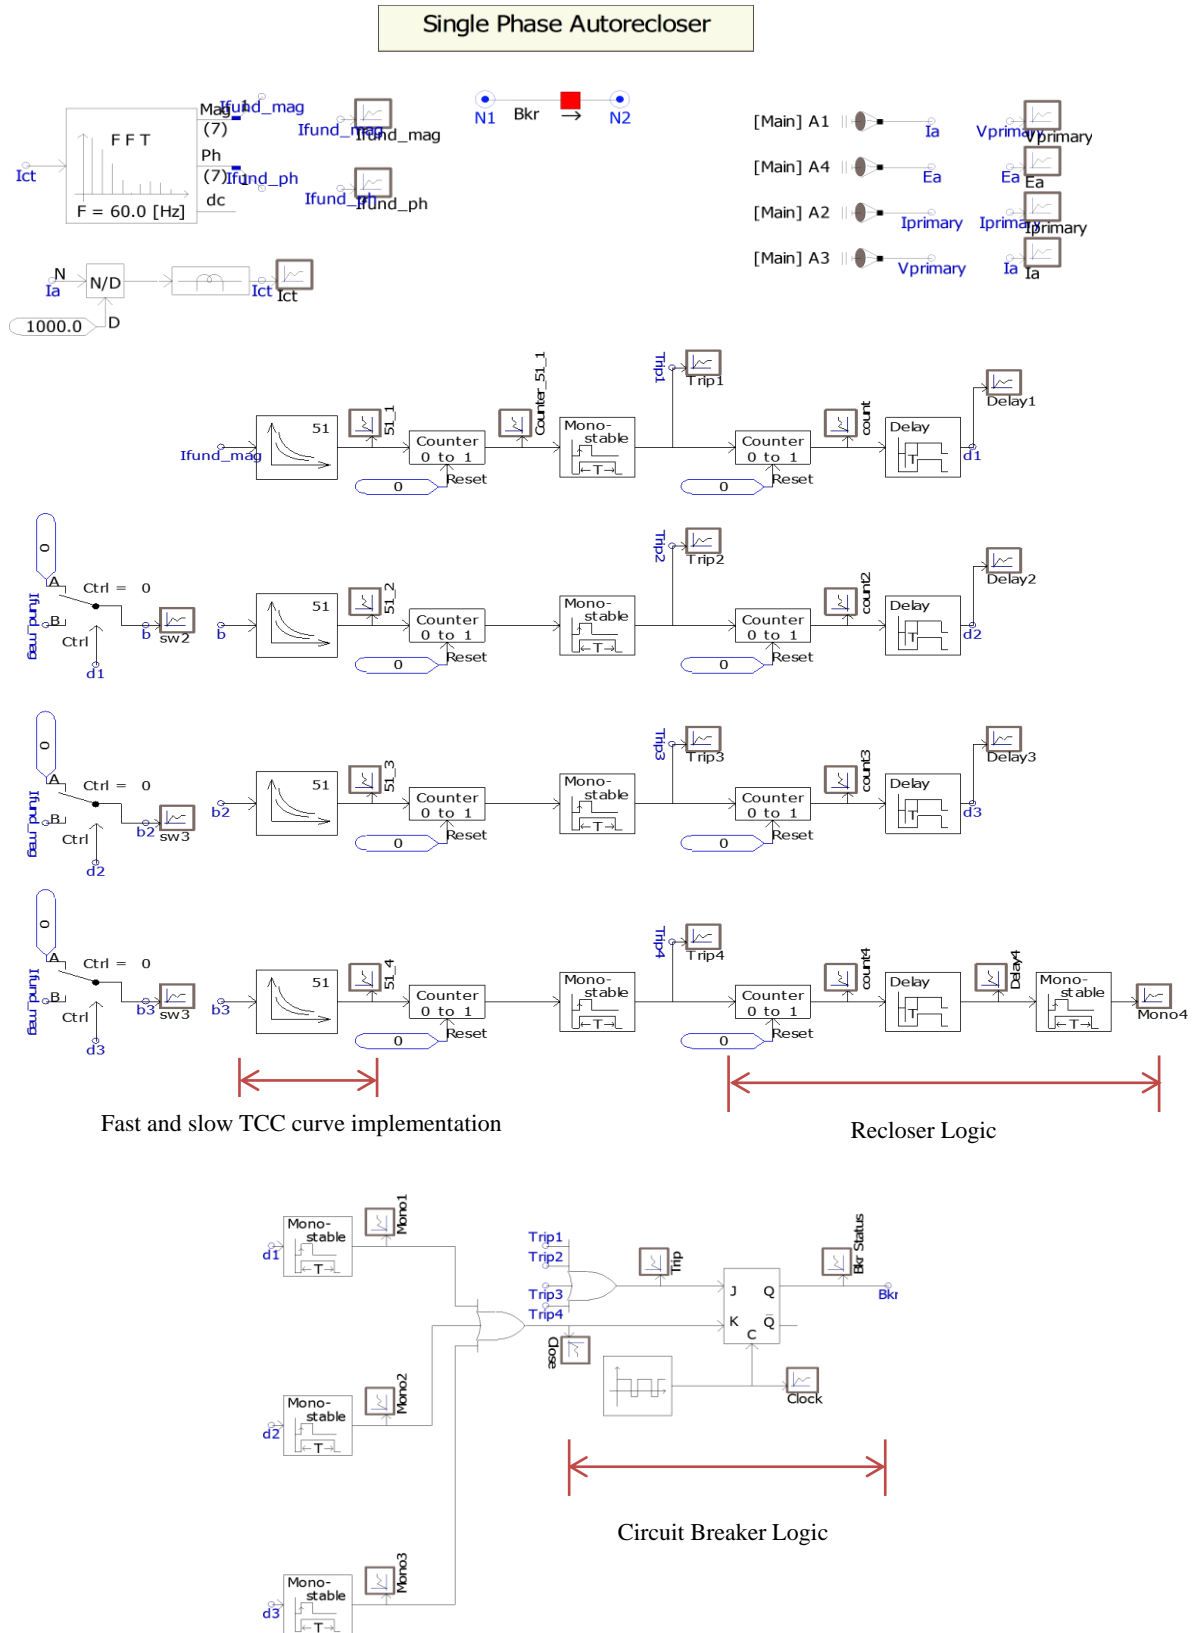 Single Phase Autorecloser
Mag
(7)
1
Ifund_mag
Ifund_mag
Ifund_mag
F F T
Ph
(7)
1
Ifund_ph
Ifund_ph
Ifund_ph
dc
Ict
F = 60.0 [Hz]
N1
Bkr
N2
[Main] A1
Ia
Vprimary
Vprimary
[Main] A4
Ea
Ea
Ea
[Main] A2
Iprimary
Iprimary
Iprimary
[Main] A3
Vprimary
Ia
Ia
N
Ia
N/D
Ict
Ict
1000.0
D
Ifund_mag
51
51_1
Counter
0 to 1
0
Reset
Counter_51_1
Mono-
stable
T
Trip1
Trip1
Counter
0 to 1
0
Reset
count
Delay
T
d1
Delay1
0
A
B
Ifund_mag
Ctrl = 0
Ctrl
d1
b
sw2
b
51
51_2
Counter
0 to 1
0
Reset
Mono-
stable
T
Trip2
Trip2
Counter
0 to 1
0
Reset
count2
Delay
T
d2
Delay2
0
A
B
Ifund_mag
Ctrl = 0
Ctrl
d2
b2
sw3
b2
51
51_3
Counter
0 to 1
0
Reset
Mono-
stable
T
Trip3
Trip3
Counter
0 to 1
0
Reset
count3
Delay
T
d3
Delay3
0
A
B
Ifund_mag
Ctrl = 0
Ctrl
d3
b3
sw3
b3
51
51_4
Counter
0 to 1
0
Reset
Mono-
stable
T
Trip4
Trip4
Counter
0 to 1
0
Reset
count4
Delay
T
Delay4
Mono-
stable
T
Mono4
Fast and slow TCC curve implementation
Recloser Logic
d1
Mono-
stable
T
Mono1
Trip1
Trip2
Trip3
Trip4
Trip
J
Q
K
Q
C
Bkr Status
Bkr
Close
Clock
d2
Mono-
stable
T
Mono2
Circuit Breaker Logic
d3
Mono-
stable
T
Mono3